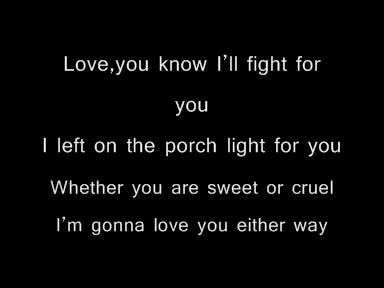 Love,you know I'll fight for
you
I left on the porch light for you
Whether you are sweet or cruel
I'm gonna love you either way